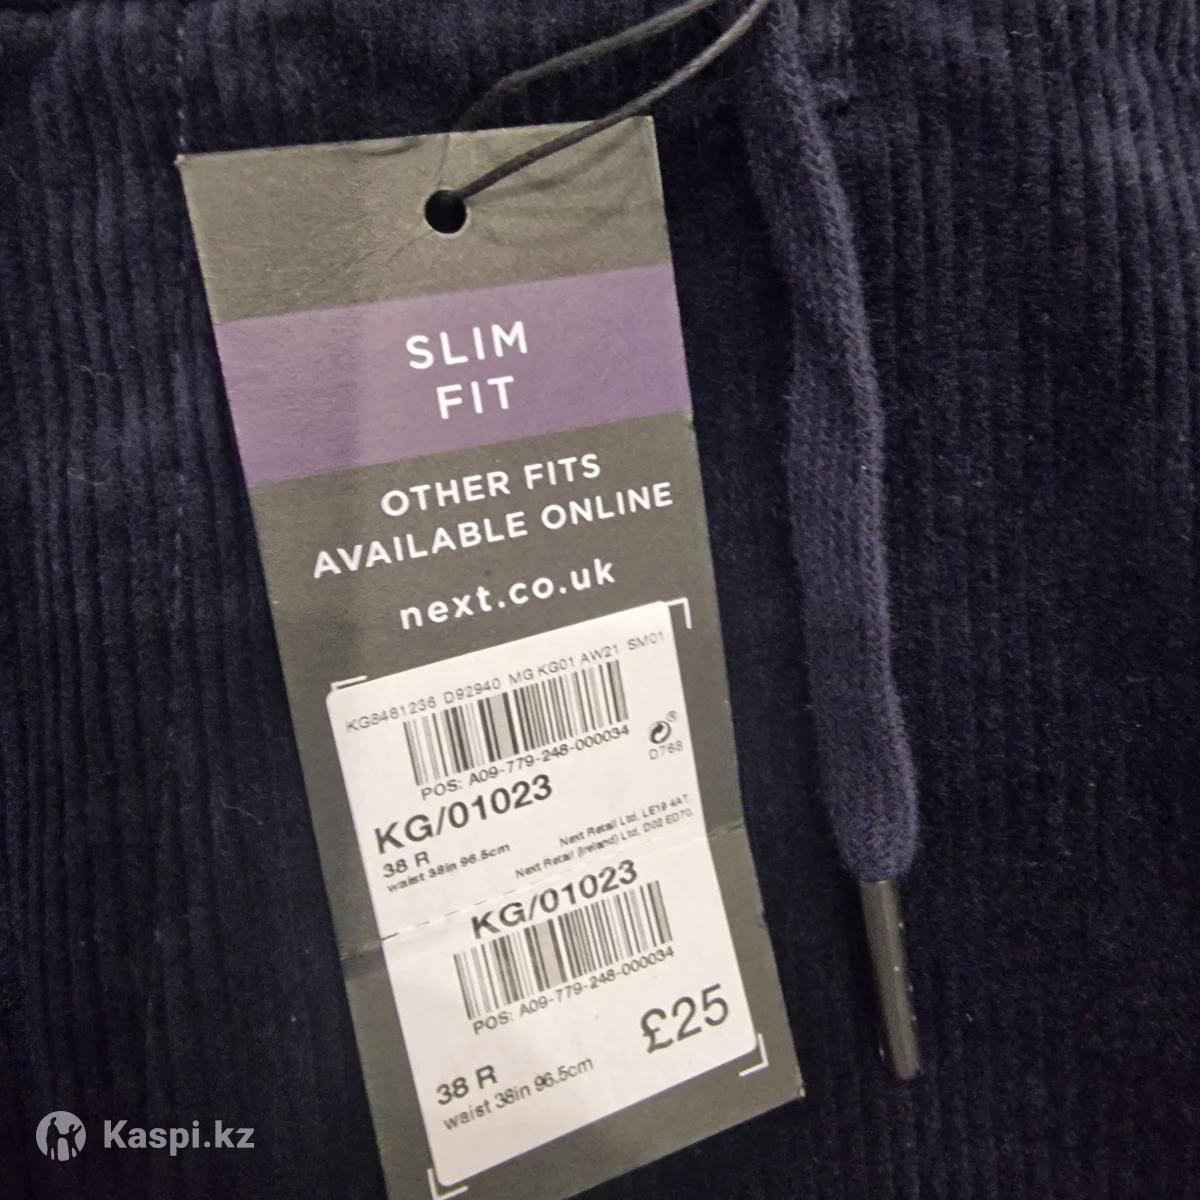 SLIM
FIT
OTHER FITS
AVAILABLE ONLINE
next.co.uk
KG8461236 D92940 MG KG01 AW21 SM01
POS: A09-779-248-000034
D768
KG/01023
38 R
waist 38in 96.5cm
Next Retail Ltd, LE19 4AT.
Next Retail (Ireland) Ltd, D02 ED70.
KG/01023
POS: A09-779-248-000034
£25
38 R
waist 38in 96.5cm
Kaspi.kz